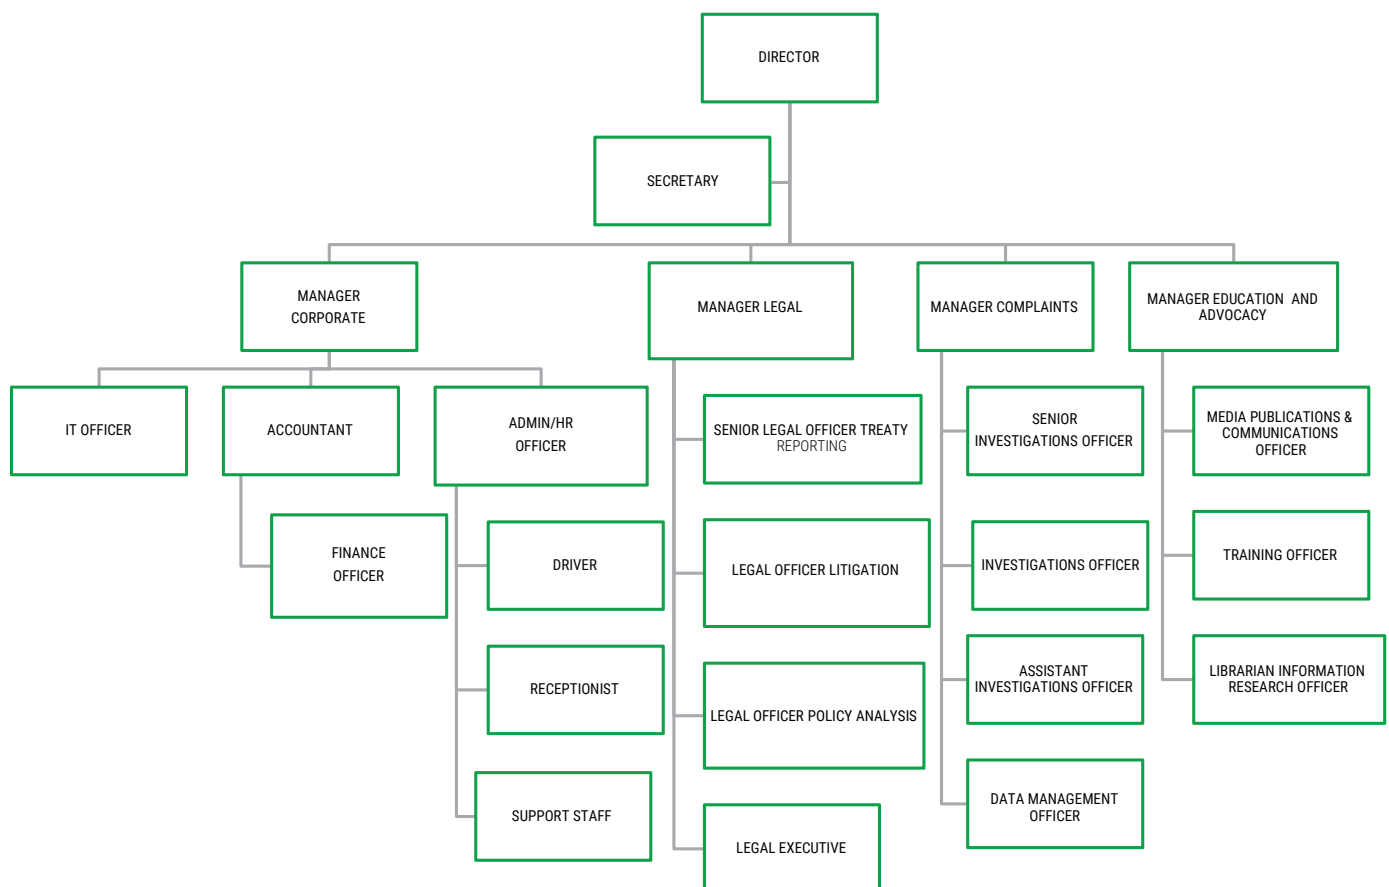 DIRECTOR
SECRETARY
MANAGER
CORPORATE
MANAGER LEGAL
MANAGER COMPLAINTS
MANAGER EDUCATION AND
ADVOCACY
IT OFFICER
ACCOUNTANT
ADMIN/HR
OFFICER
FINANCE
OFFICER
DRIVER
RECEPTIONIST
SUPPORT STAFF
SENIOR LEGAL OFFICER TREATY
REPORTING
LEGAL OFFICER LITIGATION
LEGAL OFFICER POLICY ANALYSIS
LEGAL EXECUTIVE
SENIOR
INVESTIGATIONS OFFICER
INVESTIGATIONS OFFICER
ASSISTANT
INVESTIGATIONS OFFICER
DATA MANAGEMENT
OFFICER
MEDIA PUBLICATIONS &
COMMUNICATIONS
OFFICER
TRAINING OFFICER
LIBRARIAN INFORMATION
RESEARCH OFFICER